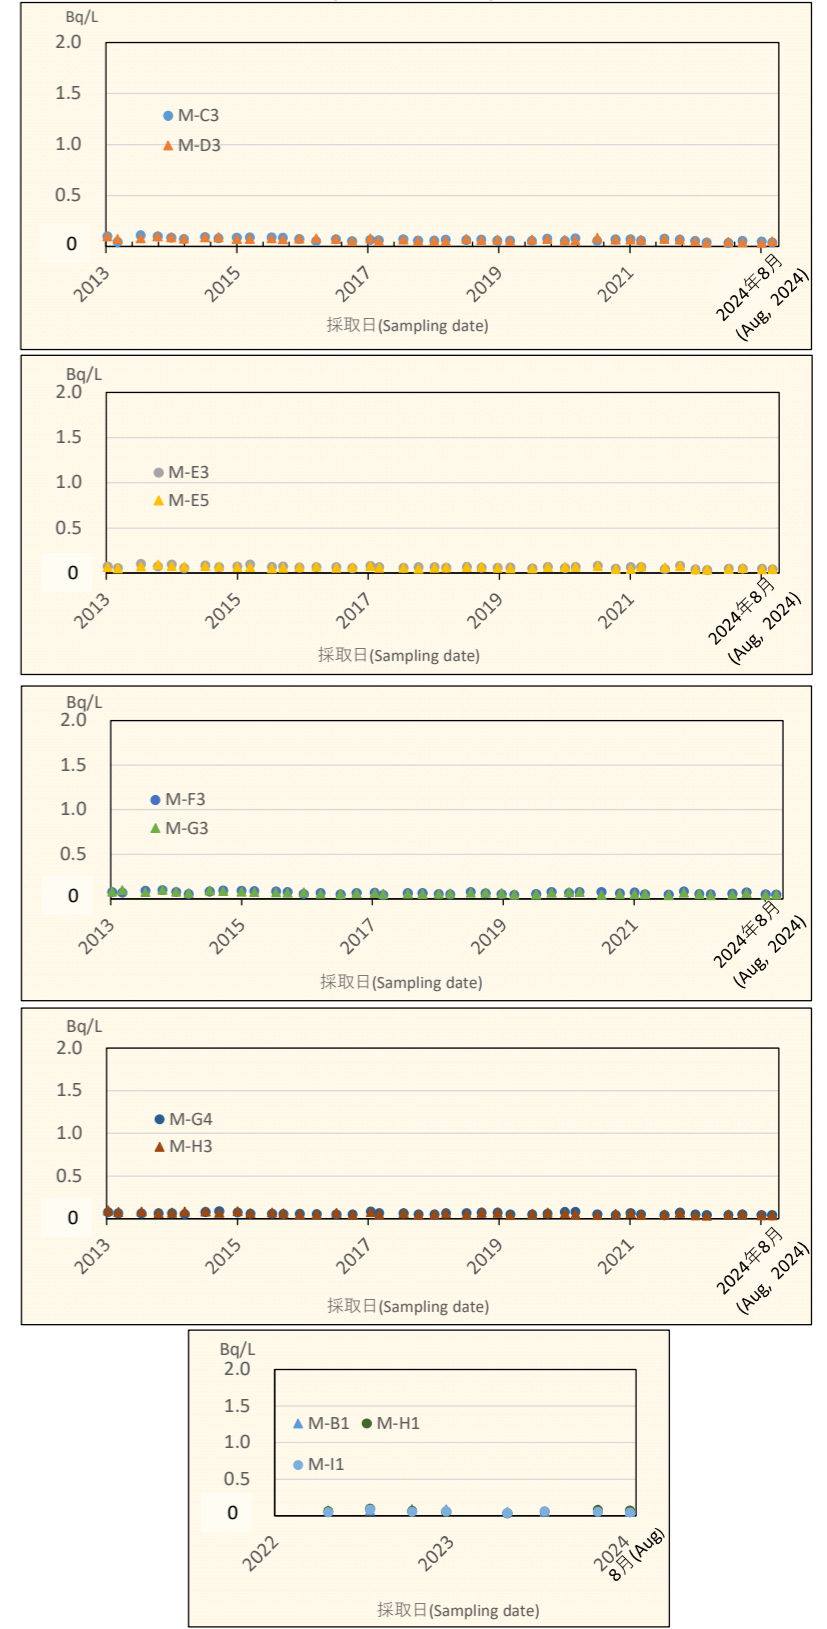 Bq/L
2.0
1.5
M-C3
M-D3
1.0
0.5
0
2013
2015
2017
2019
2021
2024年8月
(Aug, 2024)
採取日(Sampling date)
Bq/L
2.0
1.5
M-E3
1.0
M-E5
0.5
0
2013
2015
2017
2019
2021
2024年8月
(Aug, 2024)
採取日(Sampling date)
Bq/L
2.0
1.5
M-F3
1.0
M-G3
0.5
0
2013
2015
2017
2019
2021
2024年8月
(Aug, 2024)
採取日(Sampling date)
Bq/L
2.0
1.5
M-G4
1.0
M-H3
0.5
0
2013
2015
2017
2019
2021
2024年8月
(Aug, 2024)
採取日(Sampling date)
Bq/L
2.0
1.5
M-B1 M-H1
1.0
M-I1
0.5
0
2022
2023
2024
8月(Aug)
採取日(Sampling date)